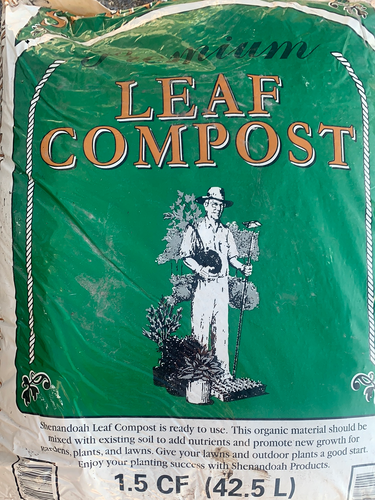 Premium
LEAF
COMPOST
Shenandoah Leaf Compost is ready to use. This organic material should be
mixed with existing soil to add nutrients and promote new growth for
gardens, plants, and lawns. Give your lawns and outdoor plants a good start.
Enjoy your planting success with Shenandoah Products.
1.5 CF (42.5 L)